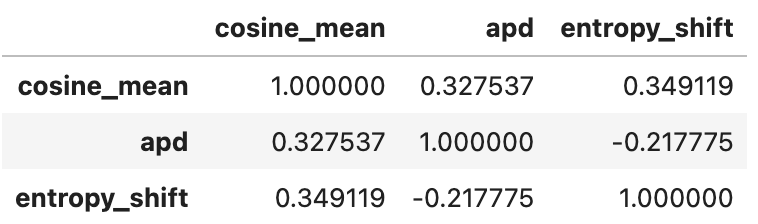 cosine_mean apd entropy_shift
cosine_mean 1.000000 0.327537 0.349119
apd 0.327537 1.000000 -0.217775
entropy_shift 0.349119 -0.217775 1.000000